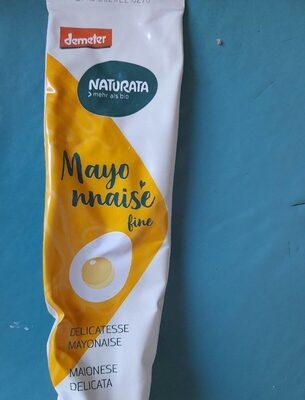 demeter
NATURATA
mehr als bio
Mayo
nnaise
fine
DELICATESSE
MAYONAISE
MAIONESE
DELICATA